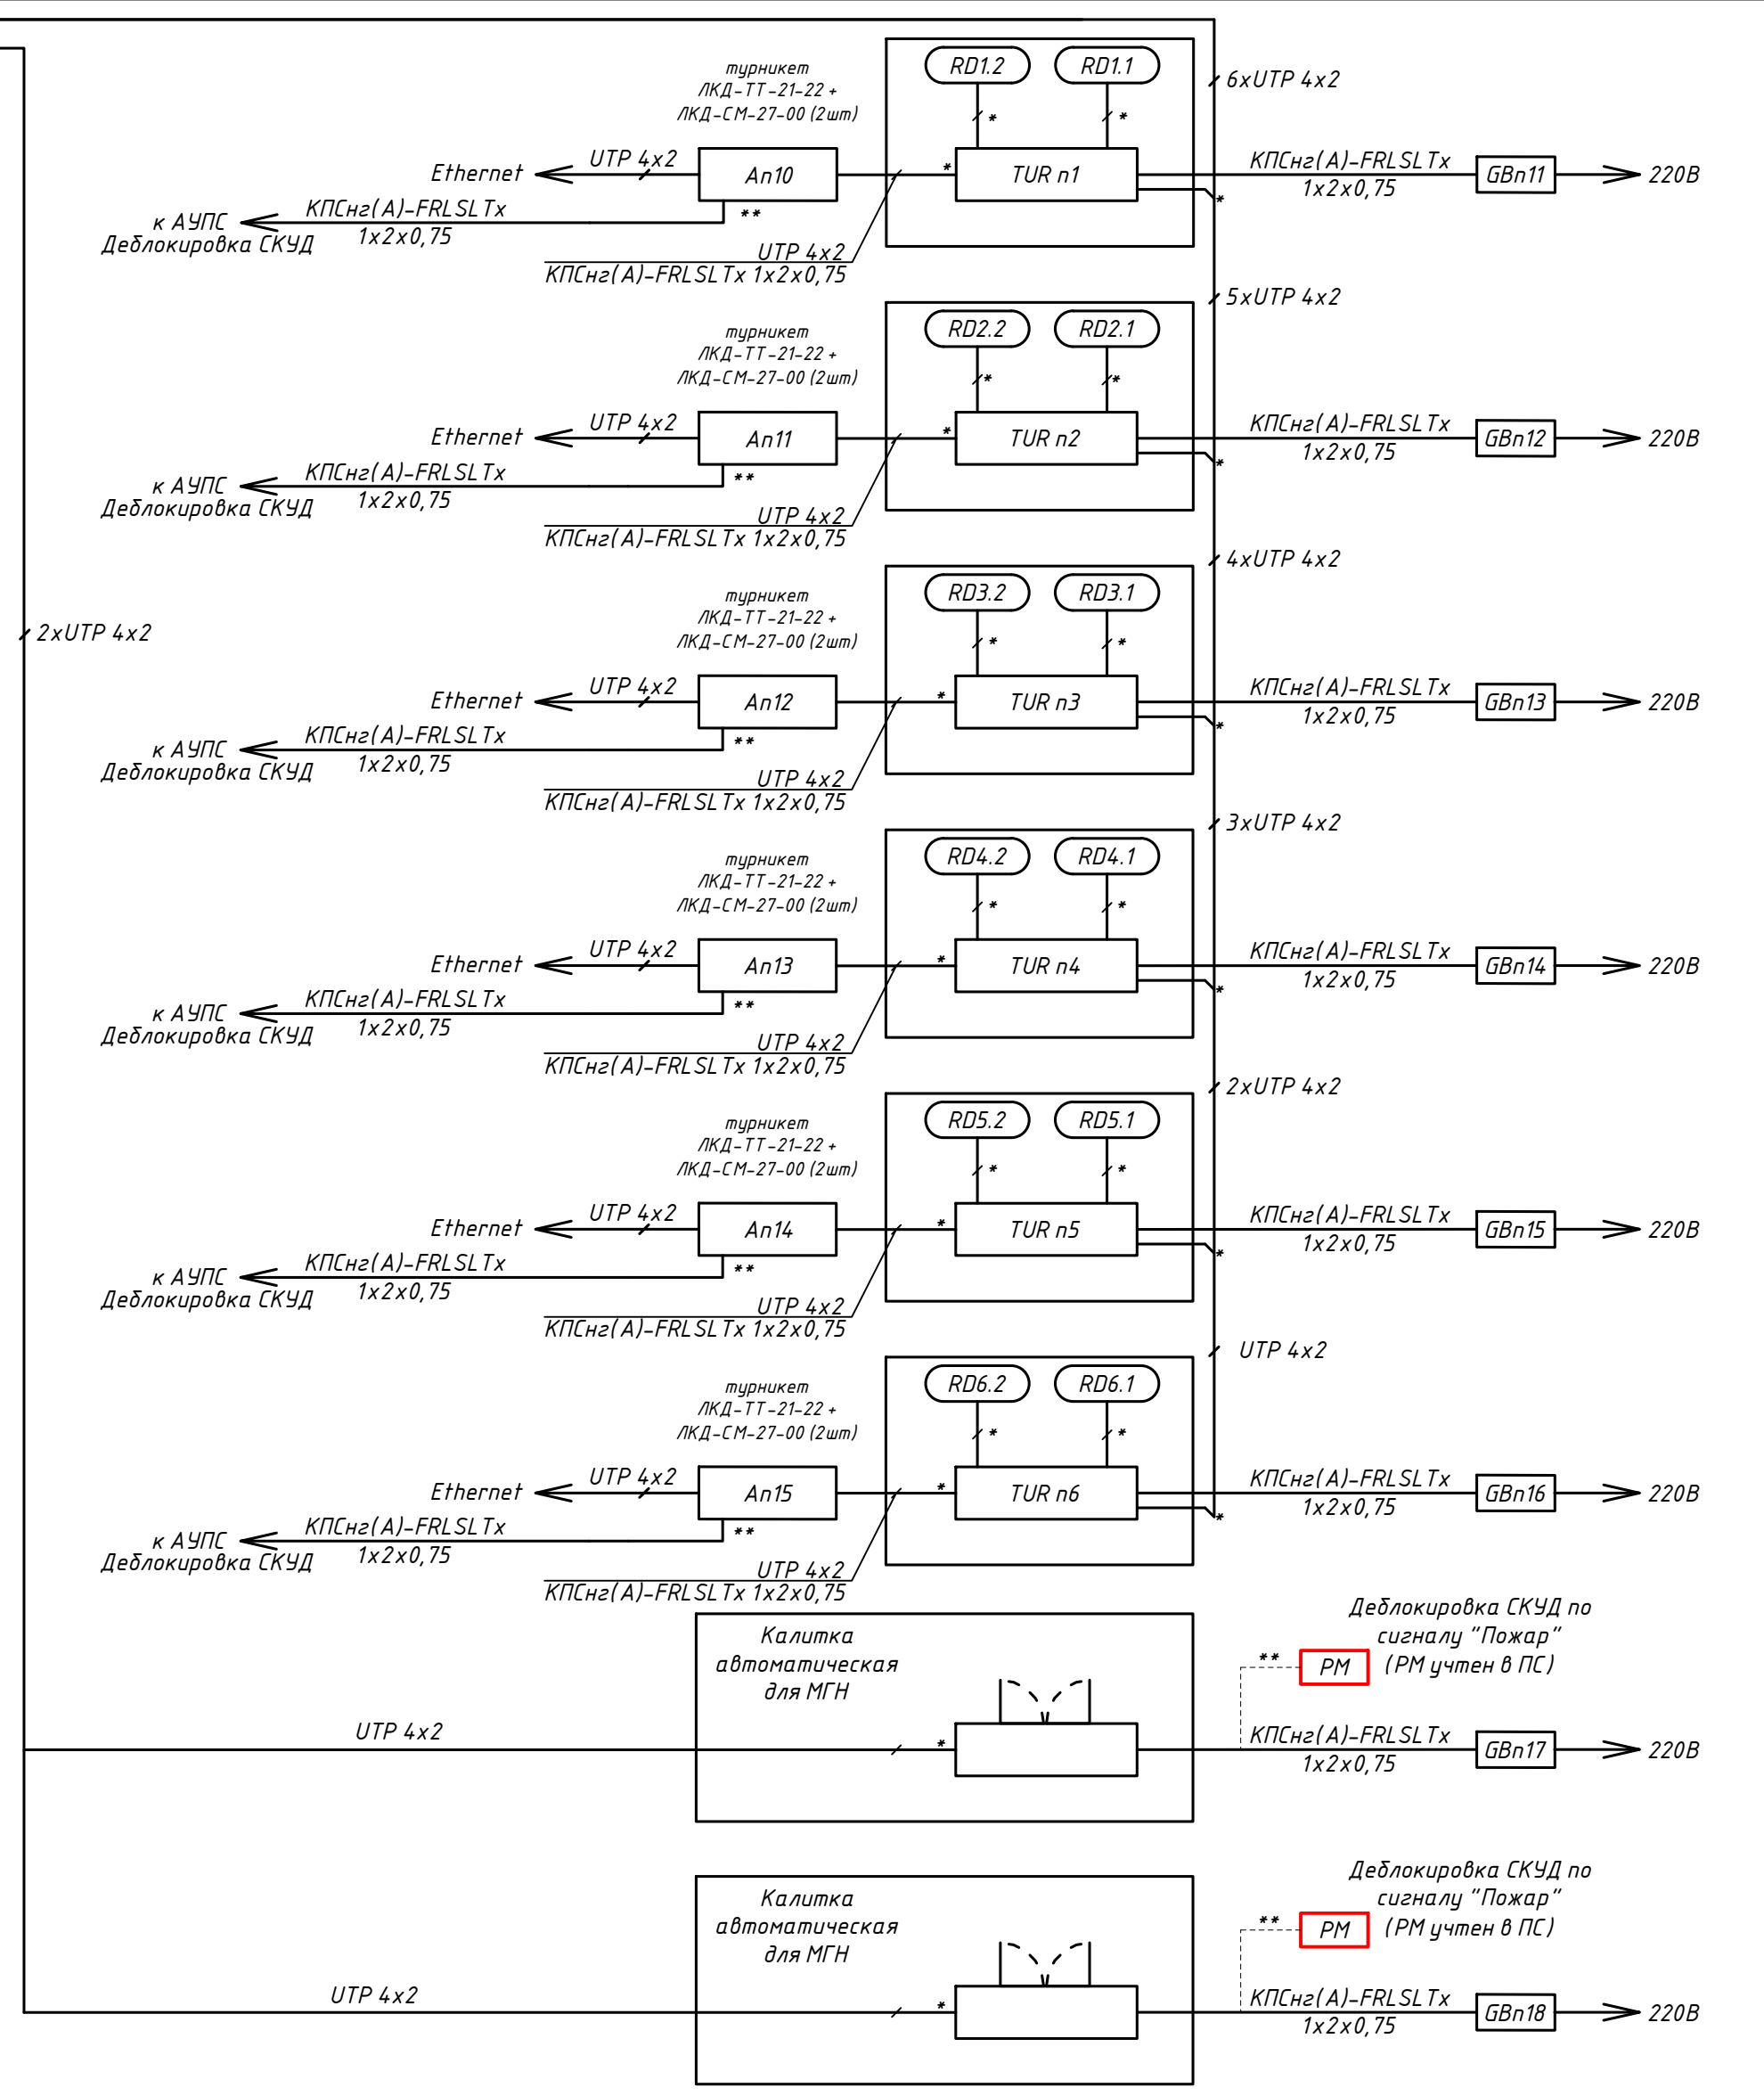 6xUTP 4x2
турникет
ЛКД-ТТ-21-22 +
ЛКД-СМ-27-00 (2шт)
RD1.2
RD1.1
*
*
Ethernet
UTP 4x2
Ап10
*
TUR п1
КПСнг(А)-FRLSLTx
1x2x0,75
GBп11
220В
*
к АУПС
Деблокировка СКУД
КПСнг(А)-FRLSLTx
1x2x0,75
**
UTP 4x2
КПСнг(А)-FRLSLTx 1x2x0,75
5xUTP 4x2
турникет
ЛКД-ТТ-21-22 +
ЛКД-СМ-27-00 (2шт)
RD2.2
RD2.1
*
*
Ethernet
UTP 4x2
Ап11
*
TUR п2
КПСнг(А)-FRLSLTx
1x2x0,75
GBп12
220В
*
к АУПС
Деблокировка СКУД
КПСнг(А)-FRLSLTx
1x2x0,75
**
UTP 4x2
КПСнг(А)-FRLSLTx 1x2x0,75
4xUTP 4x2
турникет
ЛКД-ТТ-21-22 +
ЛКД-СМ-27-00 (2шт)
RD3.2
RD3.1
*
*
2xUTP 4x2
Ethernet
UTP 4x2
Ап12
*
TUR п3
КПСнг(А)-FRLSLTx
1x2x0,75
GBп13
220В
*
к АУПС
Деблокировка СКУД
КПСнг(А)-FRLSLTx
1x2x0,75
**
UTP 4x2
КПСнг(А)-FRLSLTx 1x2x0,75
3xUTP 4x2
турникет
ЛКД-ТТ-21-22 +
ЛКД-СМ-27-00 (2шт)
RD4.2
RD4.1
*
*
Ethernet
UTP 4x2
Ап13
*
TUR п4
КПСнг(А)-FRLSLTx
1x2x0,75
GBп14
220В
*
к АУПС
Деблокировка СКУД
КПСнг(А)-FRLSLTx
1x2x0,75
**
UTP 4x2
КПСнг(А)-FRLSLTx 1x2x0,75
2xUTP 4x2
турникет
ЛКД-ТТ-21-22 +
ЛКД-СМ-27-00 (2шт)
RD5.2
RD5.1
*
*
Ethernet
UTP 4x2
Ап14
*
TUR п5
КПСнг(А)-FRLSLTx
1x2x0,75
GBп15
220В
*
к АУПС
Деблокировка СКУД
КПСнг(А)-FRLSLTx
1x2x0,75
**
UTP 4x2
КПСнг(А)-FRLSLTx 1x2x0,75
UTP 4x2
турникет
ЛКД-ТТ-21-22 +
ЛКД-СМ-27-00 (2шт)
RD6.2
RD6.1
*
*
Ethernet
UTP 4x2
Ап15
*
TUR п6
КПСнг(А)-FRLSLTx
1x2x0,75
GBп16
220В
*
к АУПС
Деблокировка СКУД
КПСнг(А)-FRLSLTx
1x2x0,75
**
UTP 4x2
КПСнг(А)-FRLSLTx 1x2x0,75
Калитка
автоматическая
для МГН
Деблокировка СКУД по
сигналу "Пожар"
(РМ учтен в ПС)
**
РМ
UTP 4x2
*
КПСнг(А)-FRLSLTx
1x2x0,75
GBп17
220В
Калитка
автоматическая
для МГН
Деблокировка СКУД по
сигналу "Пожар"
(РМ учтен в ПС)
**
РМ
UTP 4x2
*
КПСнг(А)-FRLSLTx
1x2x0,75
GBп18
220В